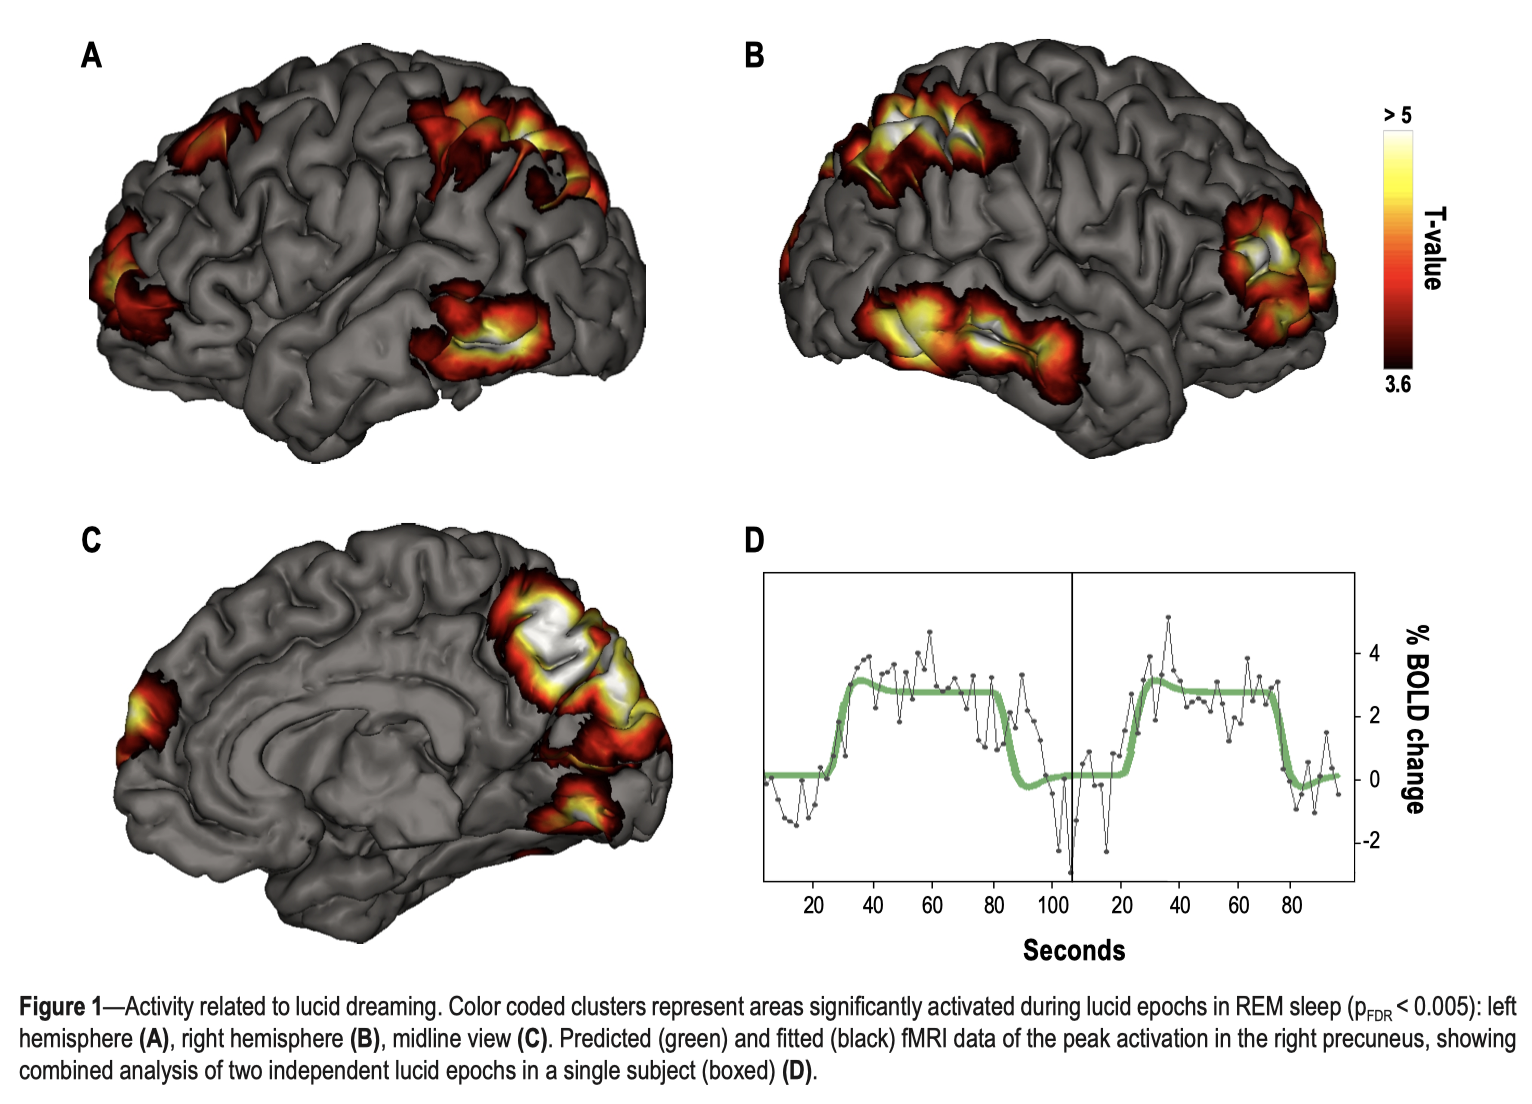 A
B
> 5
T-value
3.6
C
D
4
2
0
-2
% BOLD change
20 40 60 80 100 20 40 60 80
Seconds
Figure 1—Activity related to lucid dreaming. Color coded clusters represent areas significantly activated during lucid epochs in REM sleep (pFDR < 0.005): left
hemisphere (A), right hemisphere (B), midline view (C). Predicted (green) and fitted (black) fMRI data of the peak activation in the right precuneus, showing
combined analysis of two independent lucid epochs in a single subject (boxed) (D).